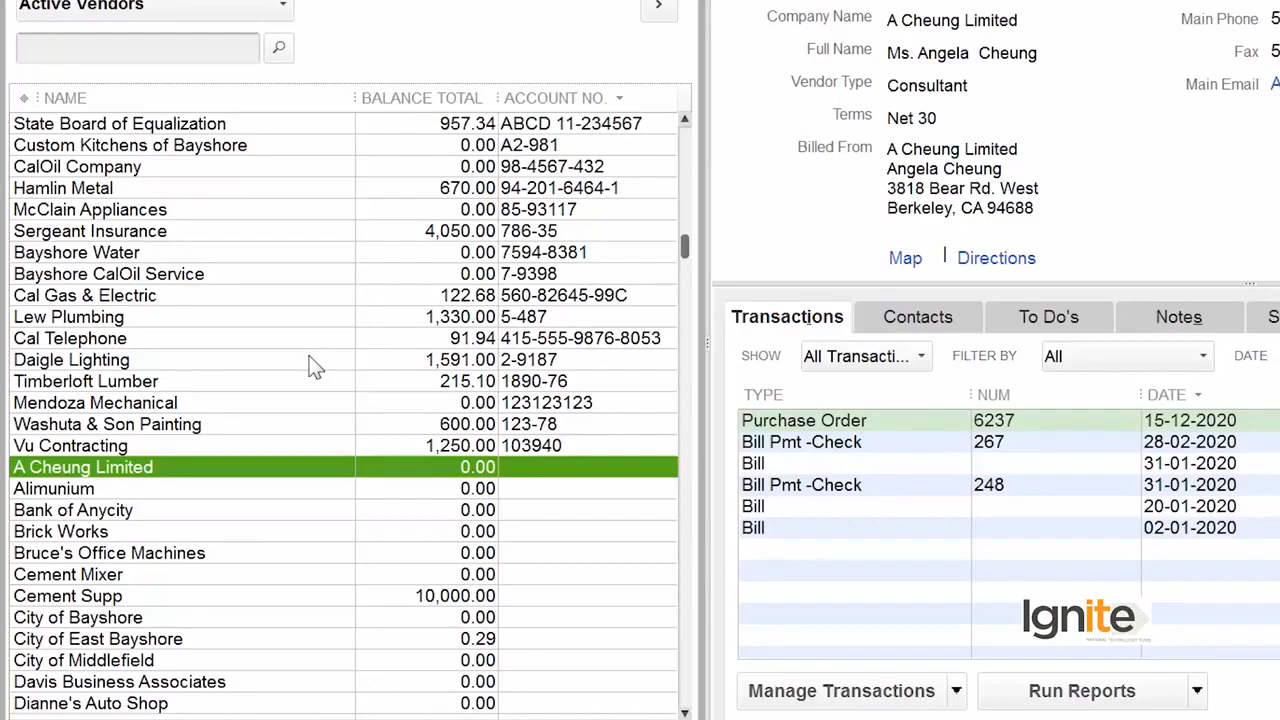 Active Vendors
NAME BALANCE TOTAL ACCOUNT NO.
State Board of Equalization 957.34 ABCD 11-234567
Custom Kitchens of Bayshore 0.00 A2-981
CalOil Company 0.00 98-4567-432
Hamlin Metal 670.00 94-201-6464-1
McClain Appliances 0.00 85-93117
Sergeant Insurance 4,050.00 786-35
Bayshore Water 0.00 7594-8381
Bayshore CalOil Service 0.00 7-9398
Cal Gas & Electric 122.68 560-82645-99C
Lew Plumbing 1,330.00 5-487
Cal Telephone 91.94 415-555-9876-8053
Daigle Lighting 1,591.00 2-9187
Timberloft Lumber 215.10 1890-76
Mendoza Mechanical 0.00 123123123
Washuta & Son Painting 600.00 123-78
Vu Contracting 1,250.00 103940
A Cheung Limited 0.00
Alimunium 0.00
Bank of Anycity 0.00
Brick Works 0.00
Bruce's Office Machines 0.00
Cement Mixer 0.00
Cement Supp 10,000.00
City of Bayshore 0.00
City of East Bayshore 0.29
City of Middlefield 0.00
Davis Business Associates 0.00
Dianne's Auto Shop 0.00
Company Name A Cheung Limited Main Phone 5
Full Name Ms. Angela Cheung Fax 5
Vendor Type Consultant Main Email A
Terms Net 30
Billed From A Cheung Limited
Angela Cheung
3818 Bear Rd. West
Berkeley, CA 94688
Map Directions
Transactions Contacts To Do's Notes S
SHOW All Transacti... FILTER BY All DATE
TYPE NUM DATE
Purchase Order 6237 15-12-2020
Bill Pmt -Check 267 28-02-2020
Bill 31-01-2020
Bill Pmt -Check 248 31-01-2020
Bill 20-01-2020
Bill 02-01-2020
Ignite
NATIONAL TECHNOLOGY FUND
Manage Transactions Run Reports